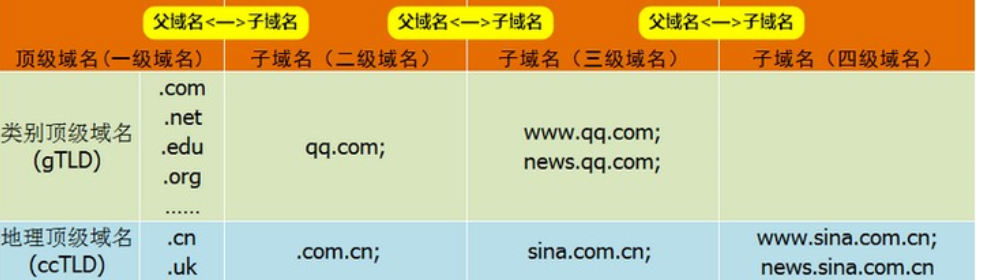 父域名<—>子域名
父域名<—>子域名
父域名<—>子域名
顶级域名(一级域名)
子域名（二级域名）
子域名（三级域名）
子域名（四级域名）
类别顶级域名
(gTLD)
.com
.net
.edu
.org
……
qq.com;
www.qq.com;
news.qq.com;
地理顶级域名
(ccTLD)
.cn
.uk
.com.cn;
sina.com.cn;
www.sina.com.cn;
news.sina.com.cn